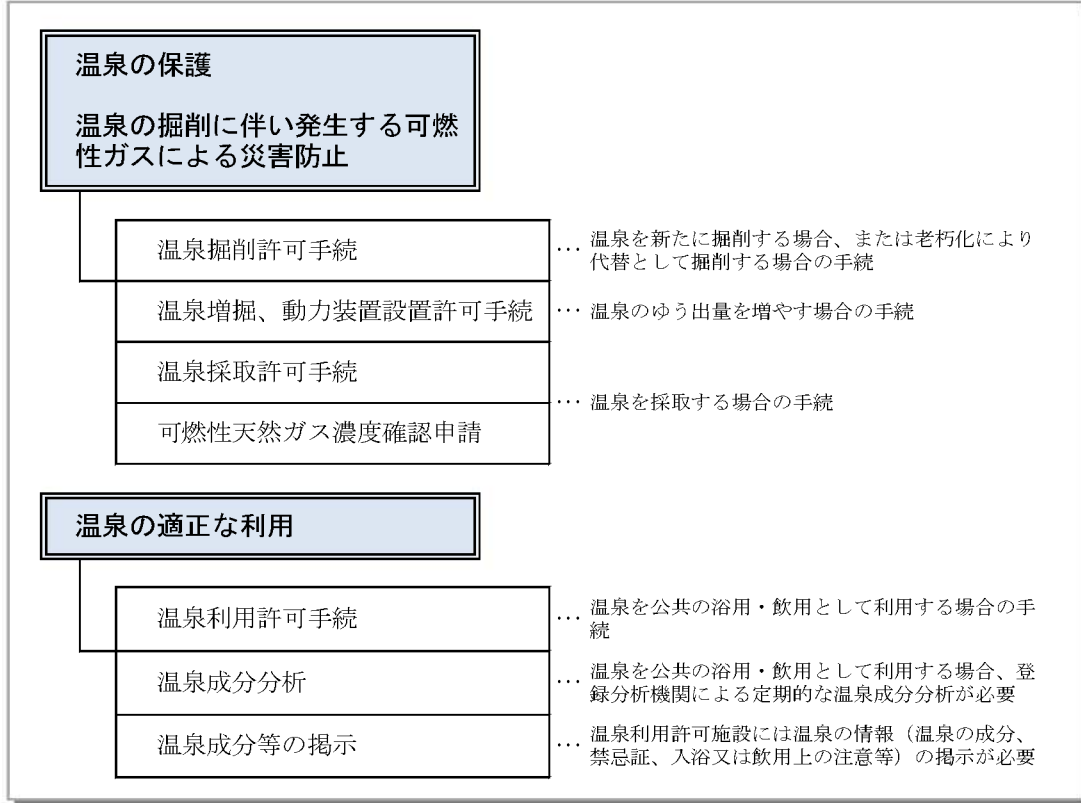 温泉の保護
温泉の掘削に伴い発生する可燃
性ガスによる災害防止
温泉掘削許可手続
… 温泉を新たに掘削する場合、または老朽化により
代替として掘削する場合の手続
温泉増掘、動力装置設置許可手続
… 温泉のゆう出量を増やす場合の手続
温泉採取許可手続
… 温泉を採取する場合の手続
可燃性天然ガス濃度確認申請
温泉の適正な利用
温泉利用許可手続
… 温泉を公共の浴用・飲用として利用する場合の手
続
温泉成分分析
… 温泉を公共の浴用・飲用として利用する場合、登
録分析機関による定期的な温泉成分分析が必要
温泉成分等の掲示
… 温泉利用許可施設には温泉の情報（温泉の成分、
禁忌証、入浴又は飲用上の注意等）の掲示が必要